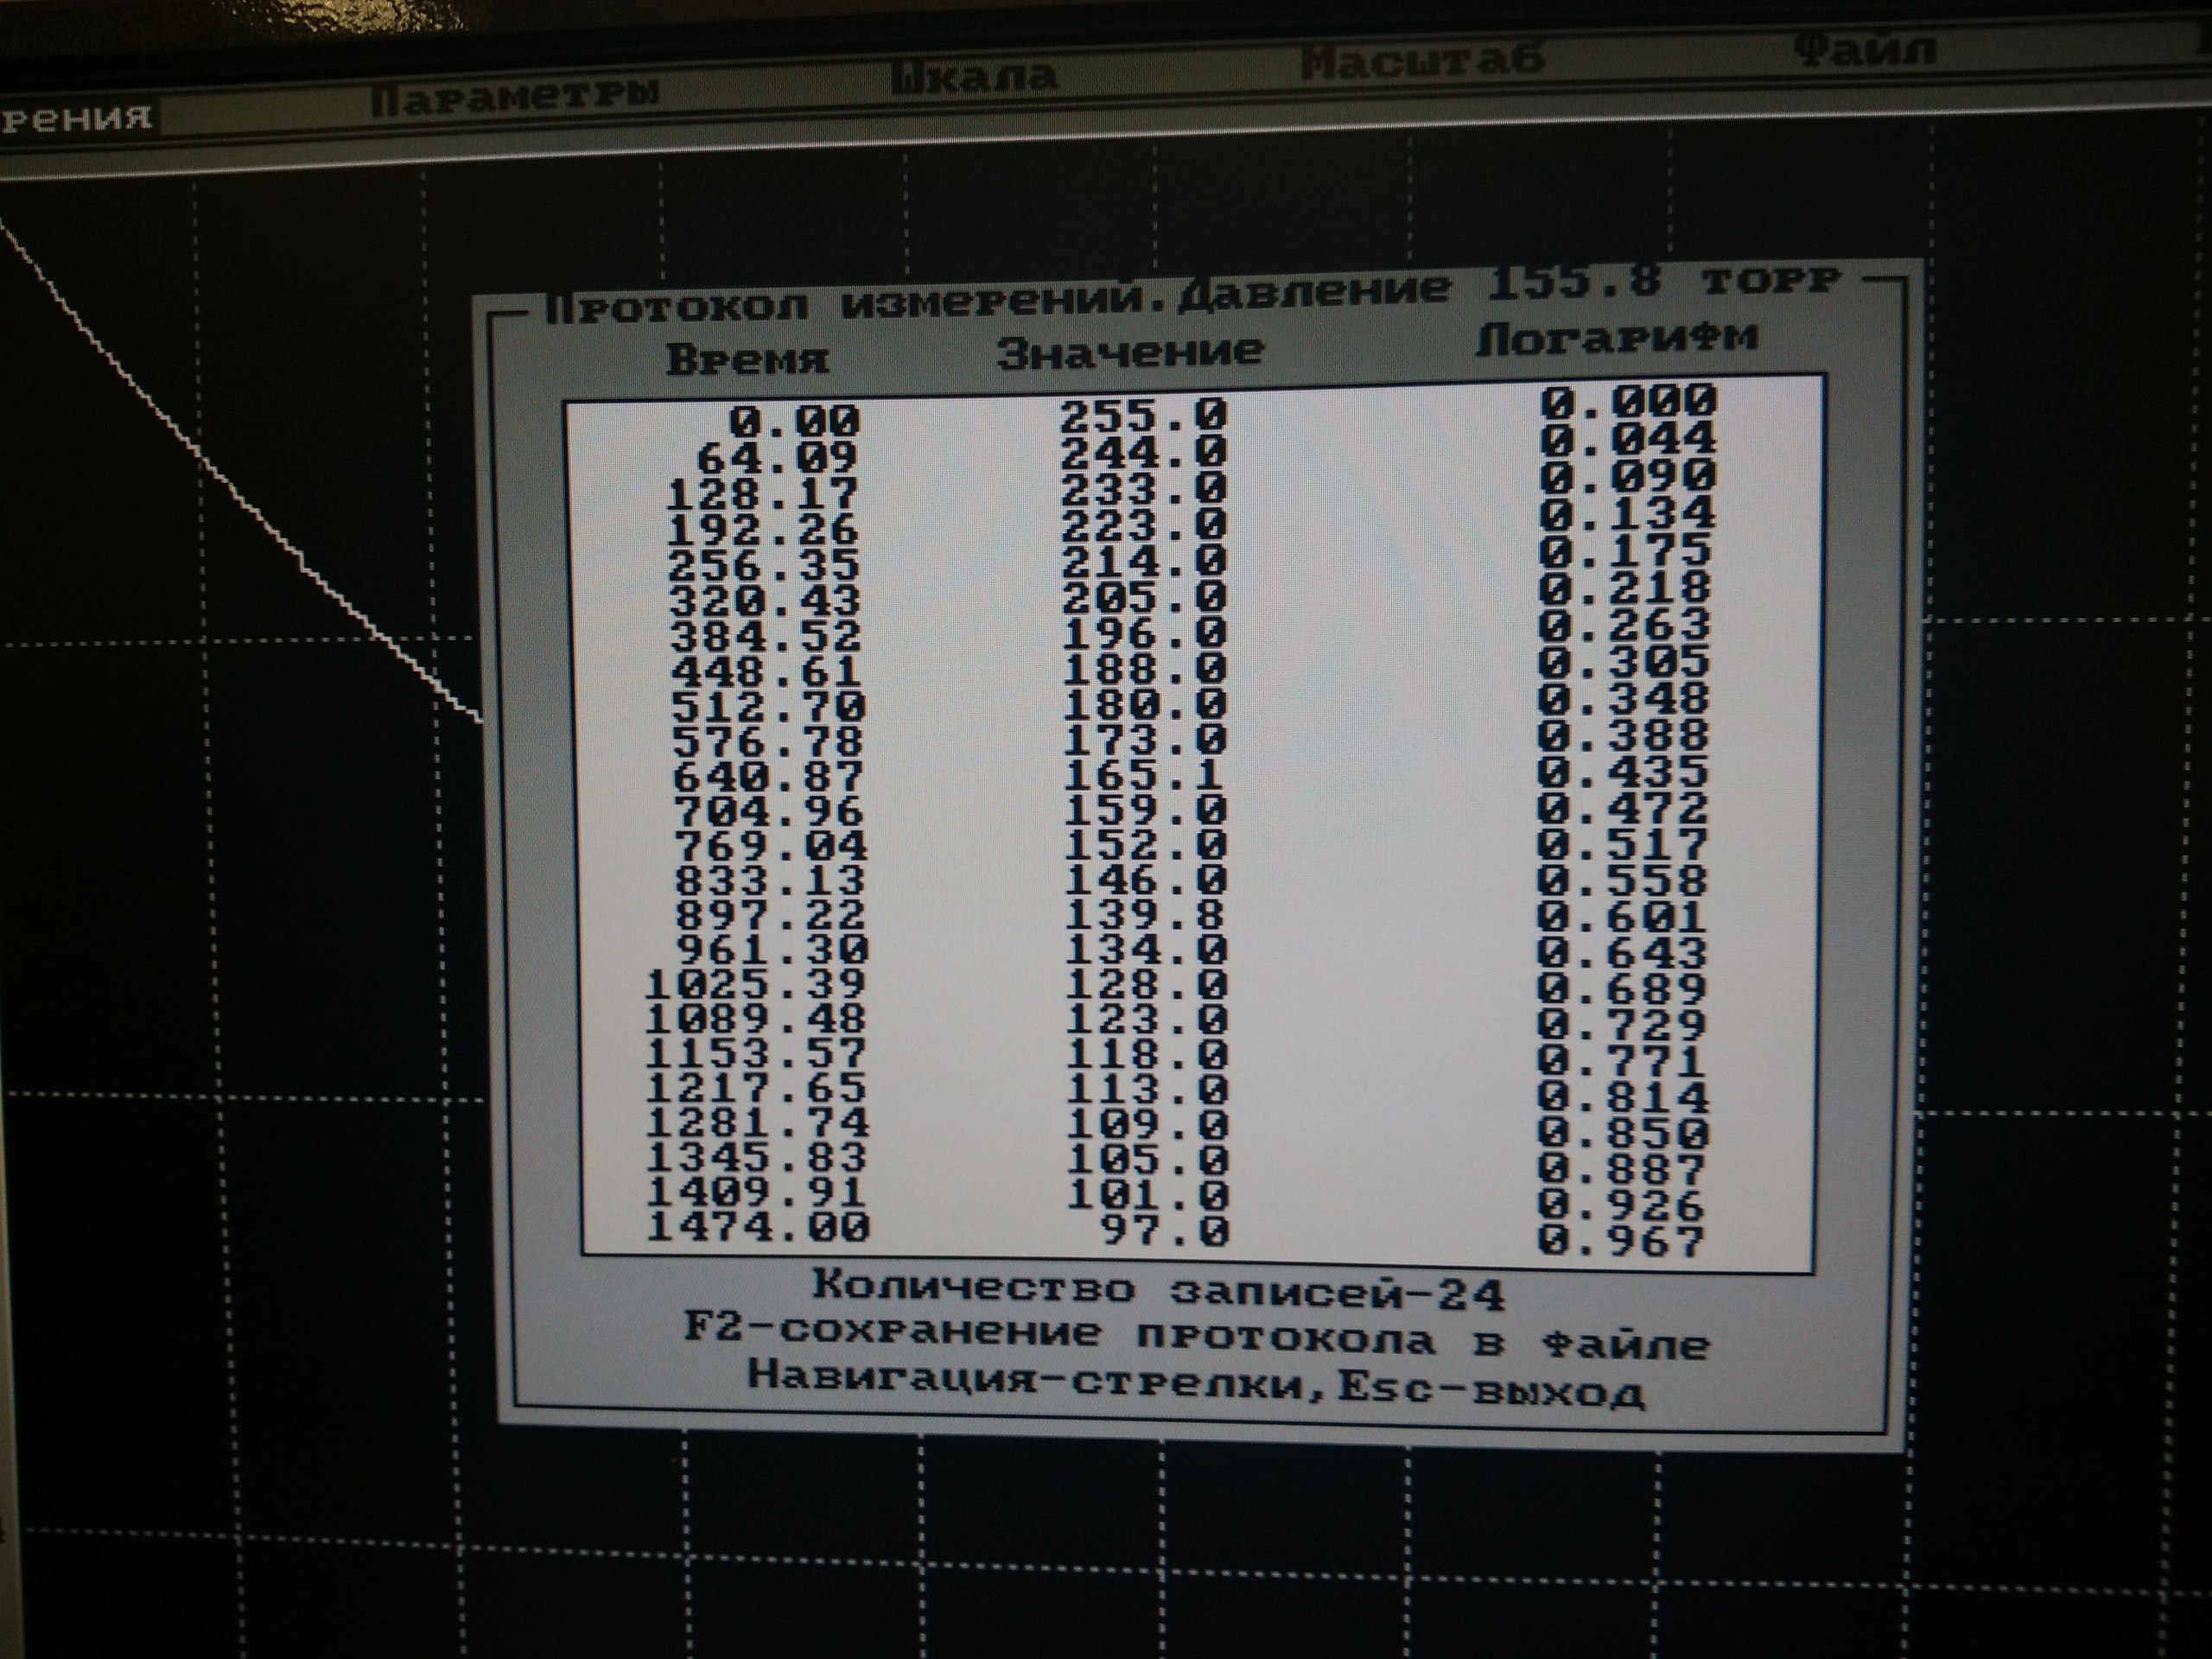 рения Параметры Шкала Масштаб Файл
Протокол измерений.Давление 155.8 торр
Время Значение Логарифм
0.00 255.0 0.000
64.09 244.0 0.044
128.17 233.0 0.090
192.26 223.0 0.134
256.35 214.0 0.175
320.43 205.0 0.218
384.52 196.0 0.263
448.61 188.0 0.305
512.70 180.0 0.348
576.78 173.0 0.388
640.87 165.1 0.435
704.96 159.0 0.472
769.04 152.0 0.517
833.13 146.0 0.558
897.22 139.8 0.601
961.30 134.0 0.643
1025.39 128.0 0.689
1089.48 123.0 0.729
1153.57 118.0 0.771
1217.65 113.0 0.814
1281.74 109.0 0.850
1345.83 105.0 0.887
1409.91 101.0 0.926
1474.00 97.0 0.967
Количество записей-24
F2-сохранение протокола в файле
Навигация-стрелки,Esc-выход